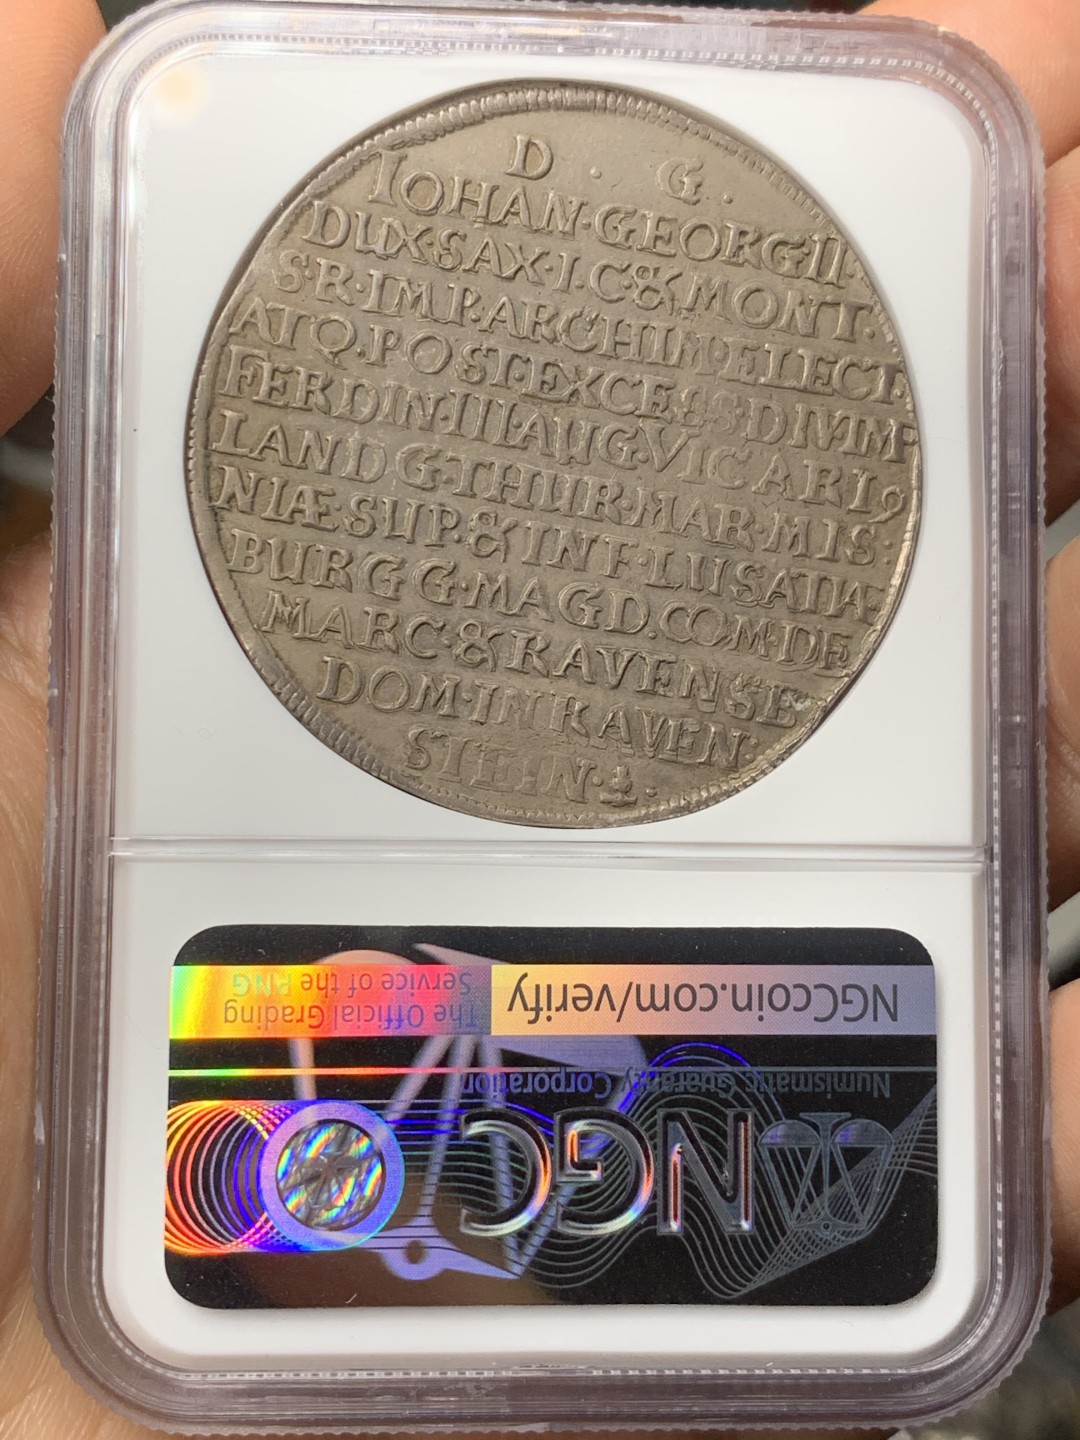 D . G.
IOHAN·GEORG II·
DUX·SAX·I·C·&·MONT·
S·R·IMP·ARCHIM·ELECT·
ATQ·POST·EXCESS·DIV·IMP
FERDIN·III·AUG·VICARI9
LANDG·THUR·MAR·MIS:
NIÆ·SUP·&·INF·LUSATIÆ·
BURGG·MAGD·COM·DE
MARC·&·RAVENSB
DOM·IN RAVEN:
STEIN·
NGCcoin.com/verify
The Official Grading
Service of the PNG
Numismatic Guaranty Corporation
NGC